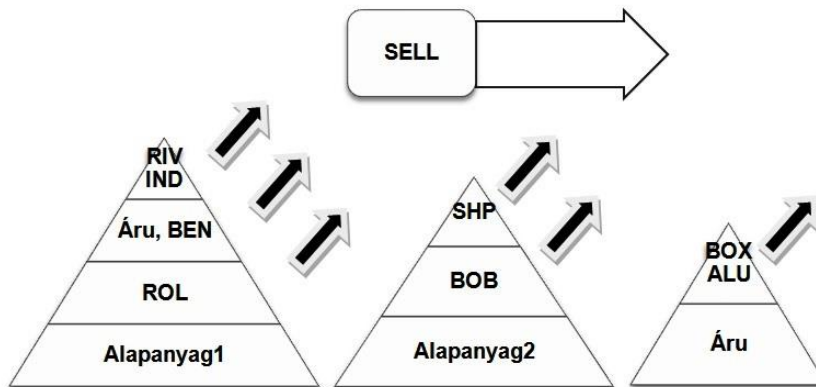 SELL
RIV
IND
Áru, BEN
ROL
Alapanyag1
SHP
BOB
Alapanyag2
BOX
ALU
Áru